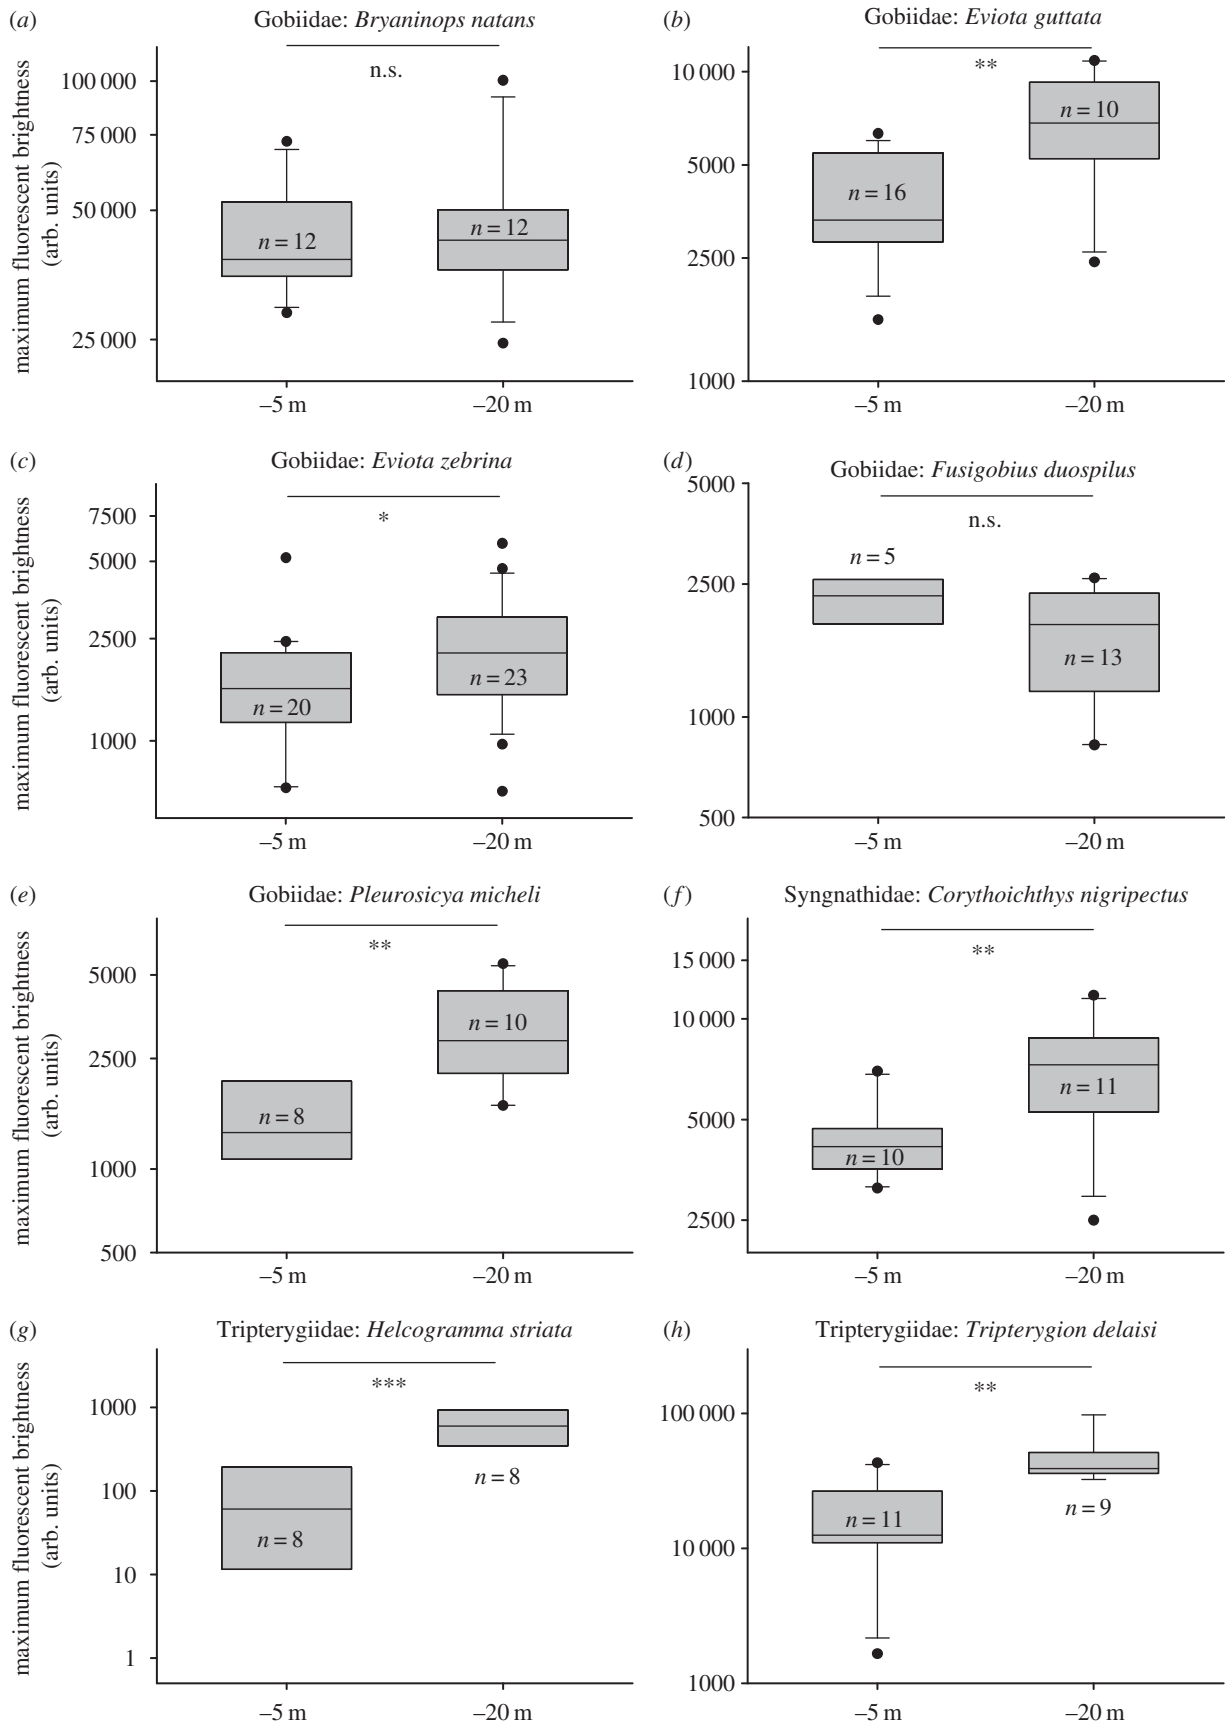 (a)
Gobiidae: Bryaninops natans
n.s.
maximum fluorescent brightness
(arb. units)
100 000
75 000
50 000
25 000
n = 12
n = 12
–5 m
–20 m
(b)
Gobiidae: Eviota guttata
**
10 000
5000
2500
1000
n = 16
n = 10
–5 m
–20 m
(c)
Gobiidae: Eviota zebrina
*
maximum fluorescent brightness
(arb. units)
7500
5000
2500
1000
n = 20
n = 23
–5 m
–20 m
(d)
Gobiidae: Fusigobius duospilus
n.s.
5000
2500
1000
500
n = 5
n = 13
–5 m
–20 m
(e)
Gobiidae: Pleurosicya micheli
**
maximum fluorescent brightness
(arb. units)
5000
2500
1000
500
n = 8
n = 10
–5 m
–20 m
(f)
Syngnathidae: Corythoichthys nigripectus
**
15 000
10 000
5000
2500
n = 10
n = 11
–5 m
–20 m
(g)
Tripterygiidae: Helcogramma striata
***
maximum fluorescent brightness
(arb. units)
1000
100
10
1
n = 8
n = 8
–5 m
–20 m
(h)
Tripterygiidae: Tripterygion delaisi
**
100 000
10 000
1000
n = 11
n = 9
–5 m
–20 m